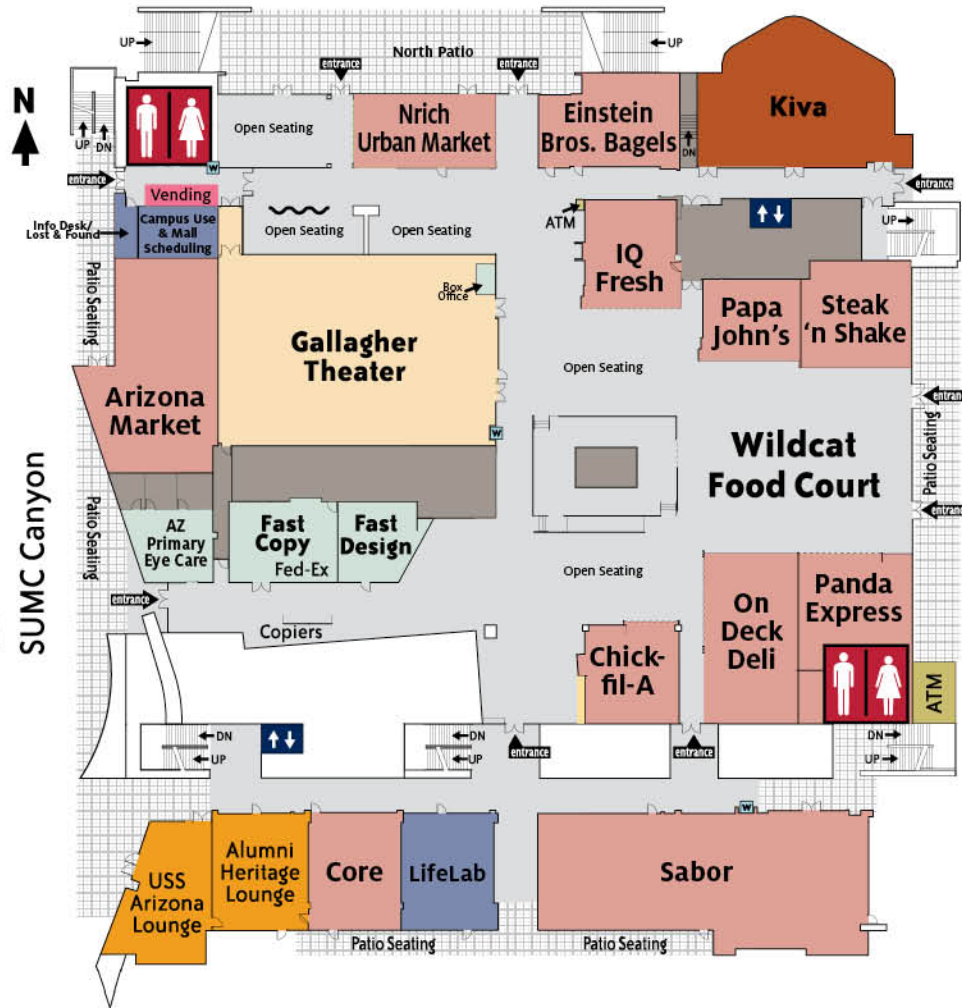 North Patio
UP
UP
entrance
entrance
N
Open Seating
Nrich
Urban Market
Einstein
Bros. Bagels
Kiva
UP
DN
DN
W
entrance
entrance
Vending
Info Desk/
Lost & Found
Campus Use
& Mall
Scheduling
Open Seating
Open Seating
ATM
IQ
Fresh
UP
Patio Seating
Box
Office
Papa
John's
Steak
'n Shake
Gallagher
Theater
Open Seating
Arizona
Market
entrance
W
Wildcat
Food Court
Patio Seating
SUMC Canyon
Patio Seating
AZ
Primary
Eye Care
Fast
Copy
Fed-Ex
Fast
Design
entrance
Open Seating
On
Deck
Deli
Panda
Express
entrance
Copiers
Chick-
fil-A
ATM
DN
UP
DN
UP
entrance
entrance
DN
UP
W
USS
Arizona
Lounge
Alumni
Heritage
Lounge
Core
LifeLab
Sabor
Patio Seating
Patio Seating